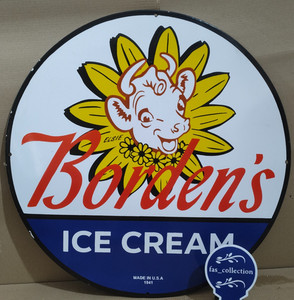 ELSIE
Borden's
ICE CREAM
MADE IN U.S.A
1941
fas_collection